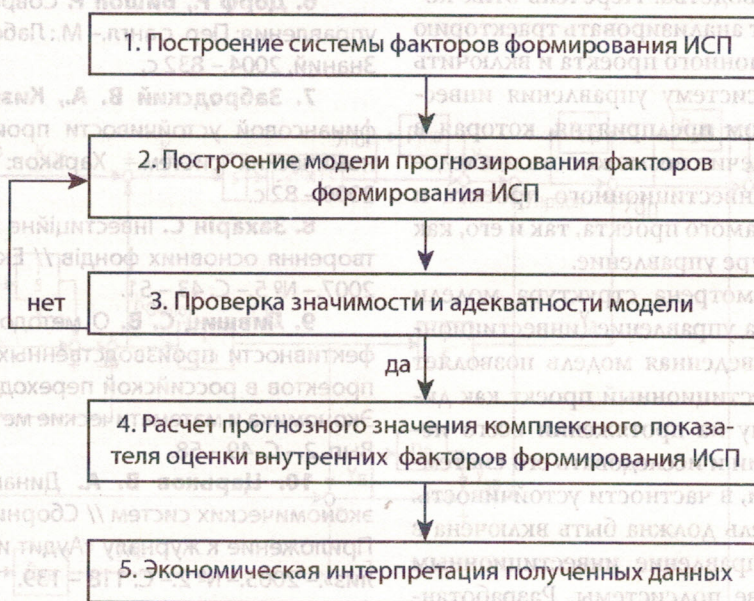 1. Построение системы факторов формирования ИСП
2. Построение модели прогнозирования факторов
формирования ИСП
нет
3. Проверка значимости и адекватности модели
да
4. Расчет прогнозного значения комплексного показа-
теля оценки внутренних факторов формирования ИСП
5. Экономическая интерпретация полученных данных